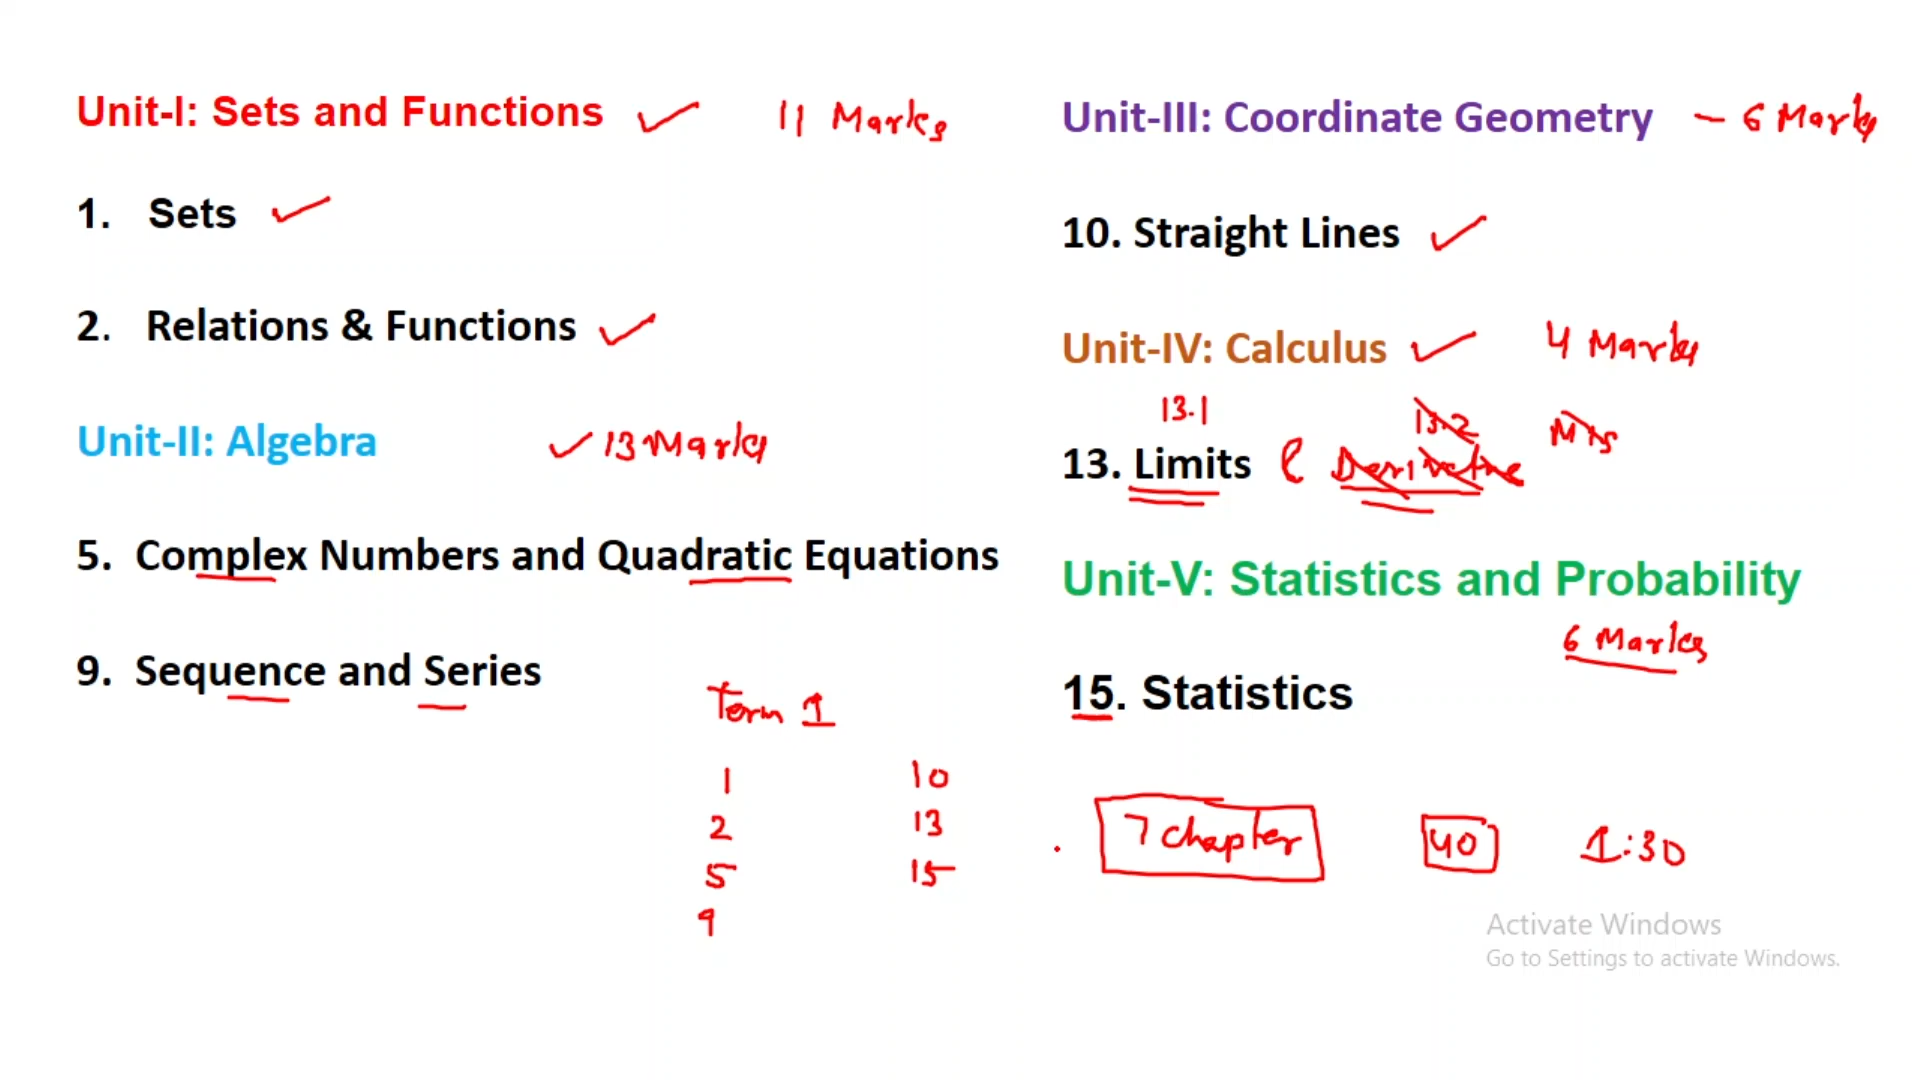 Unit-I: Sets and Functions 11 Marks
1. Sets
2. Relations & Functions
Unit-II: Algebra 13 Marks
5. Complex Numbers and Quadratic Equations
9. Sequence and Series
Term 1
1 10
2 13
5 15
9
Unit-III: Coordinate Geometry - 6 Marks
10. Straight Lines
Unit-IV: Calculus 4 Marks
13.1 13.2
13. Limits & Derivative
Unit-V: Statistics and Probability
6 Marks
15. Statistics
7 chapter 40 1:30
Activate Windows
Go to Settings to activate Windows.